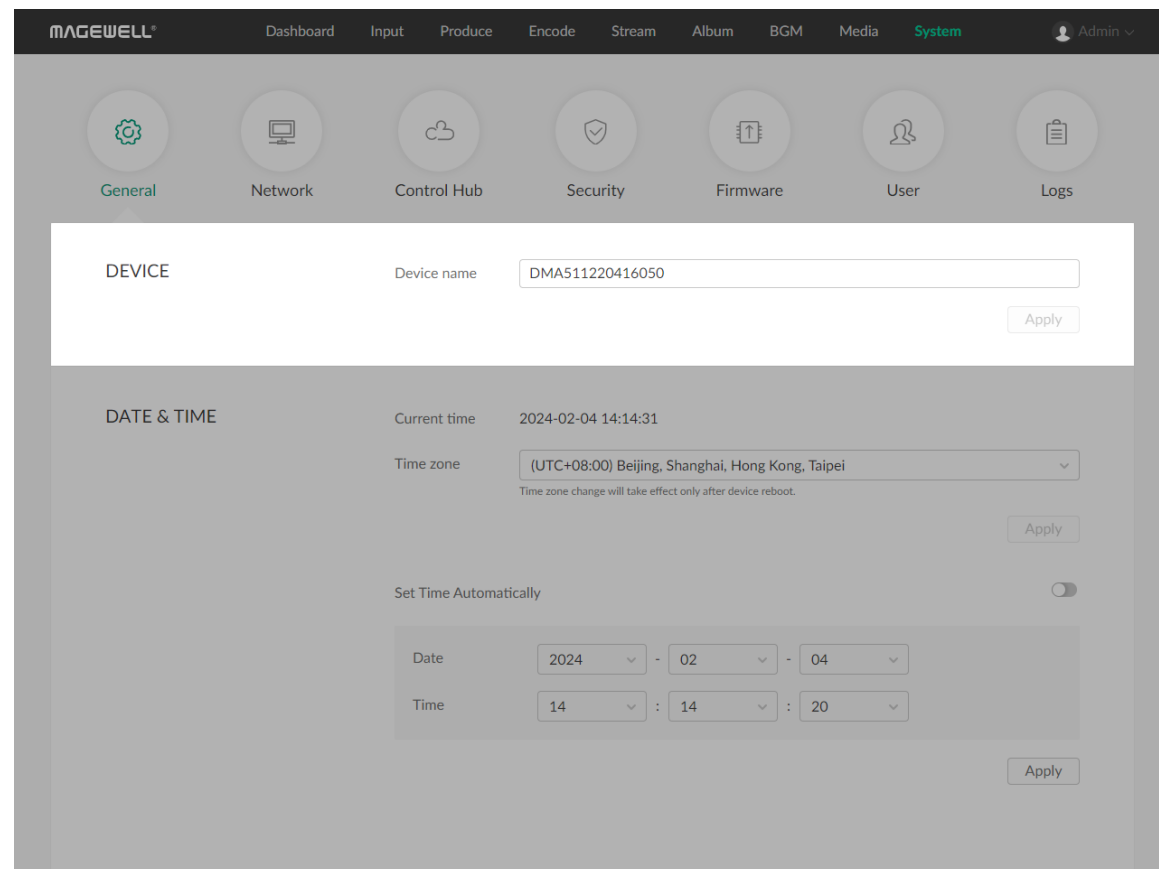 MAGEWELL® Dashboard Input Produce Encode Stream Album BGM Media System Admin
General Network Control Hub Security Firmware User Logs
DEVICE Device name DMA511220416050
Apply
DATE & TIME Current time 2024-02-04 14:14:31
Time zone (UTC+08:00) Beijing, Shanghai, Hong Kong, Taipei
Time zone change will take effect only after device reboot.
Apply
Set Time Automatically
Date 2024 - 02 - 04
Time 14 : 14 : 20
Apply